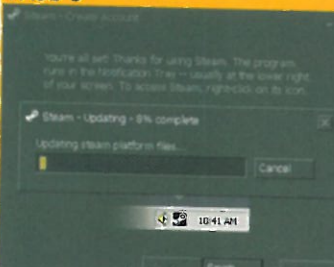 Steam - Create Account
You're all set! Thanks for using Steam. The program
runs in the Notification Tray -- usually at the lower right
of your screen. To access Steam, right-click on its icon.
Steam - Updating - 8% complete
Updating steam platform files...
Cancel
10:41 AM